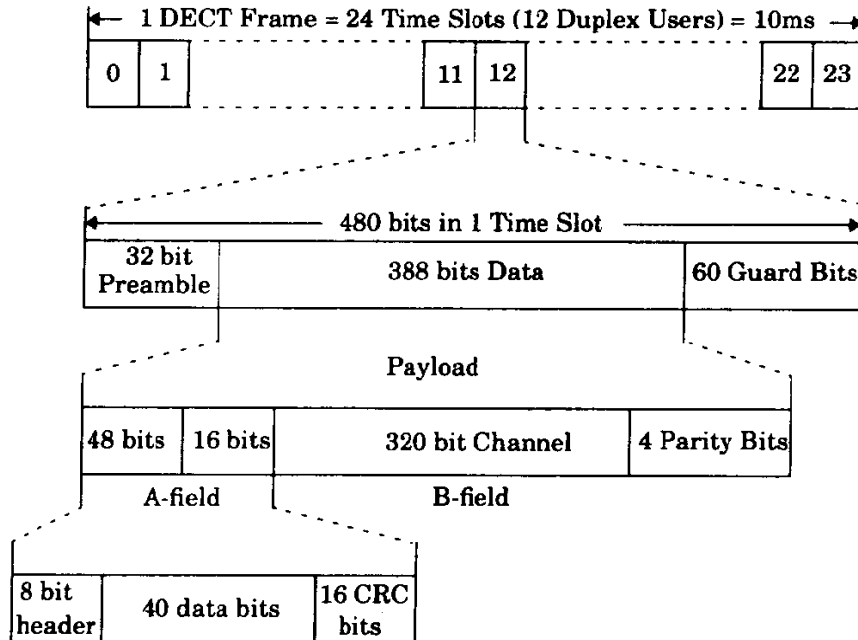 1 DECT Frame = 24 Time Slots (12 Duplex Users) = 10ms
0 1 11 12 22 23
480 bits in 1 Time Slot
32 bit
Preamble
388 bits Data
60 Guard Bits
Payload
48 bits 16 bits 320 bit Channel 4 Parity Bits
A-field B-field
8 bit
header
40 data bits
16 CRC
bits